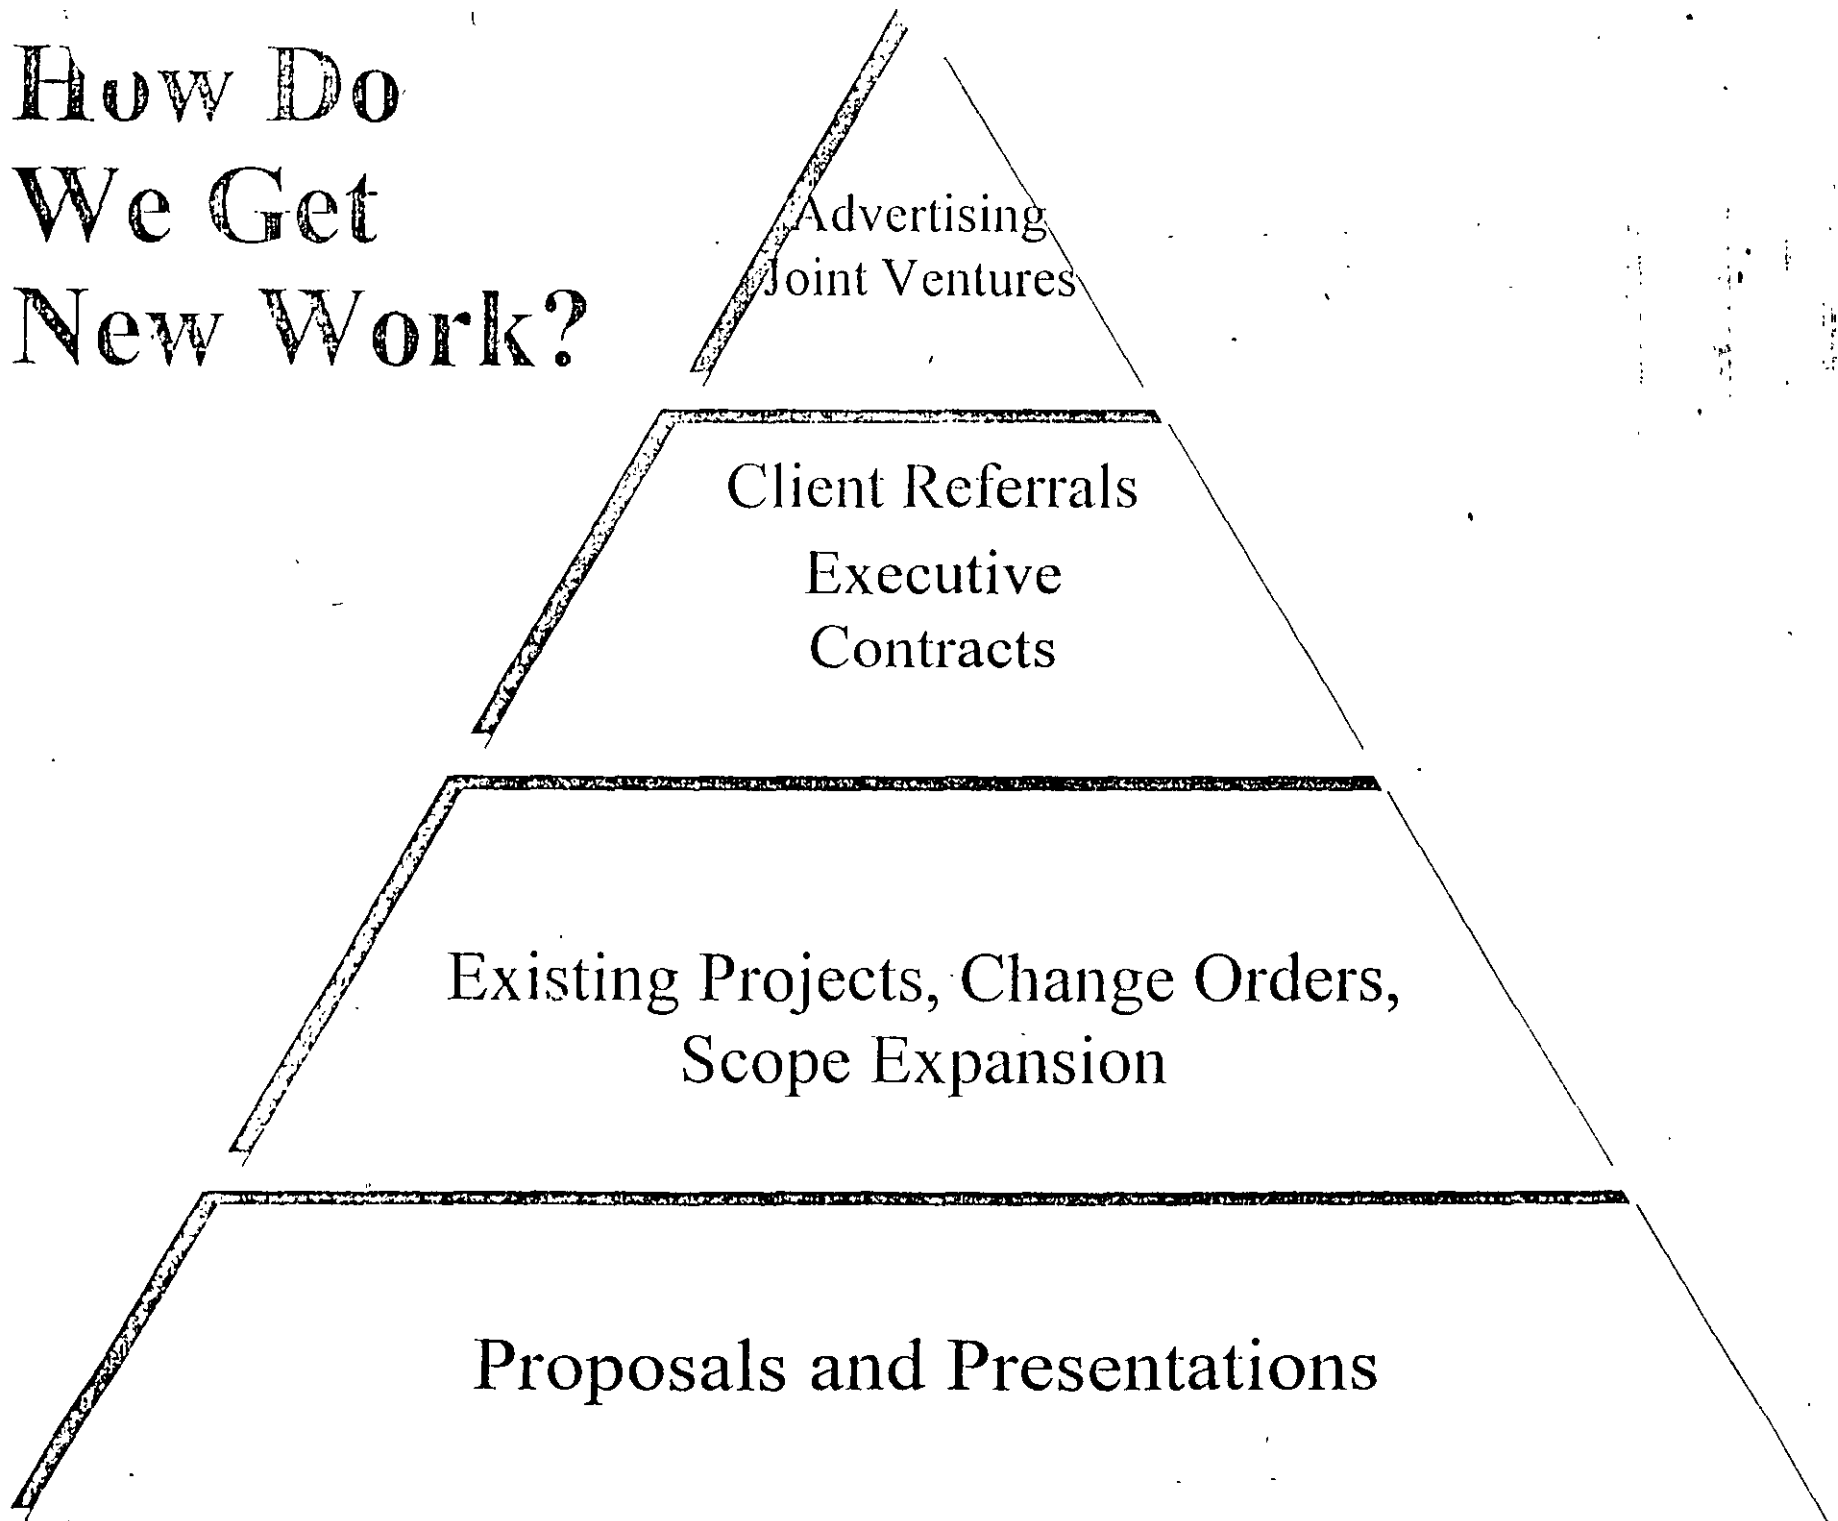 How Do
We Get
New Work?
Advertising
Joint Ventures
Client Referrals
Executive
Contracts
Existing Projects, Change Orders,
Scope Expansion
Proposals and Presentations